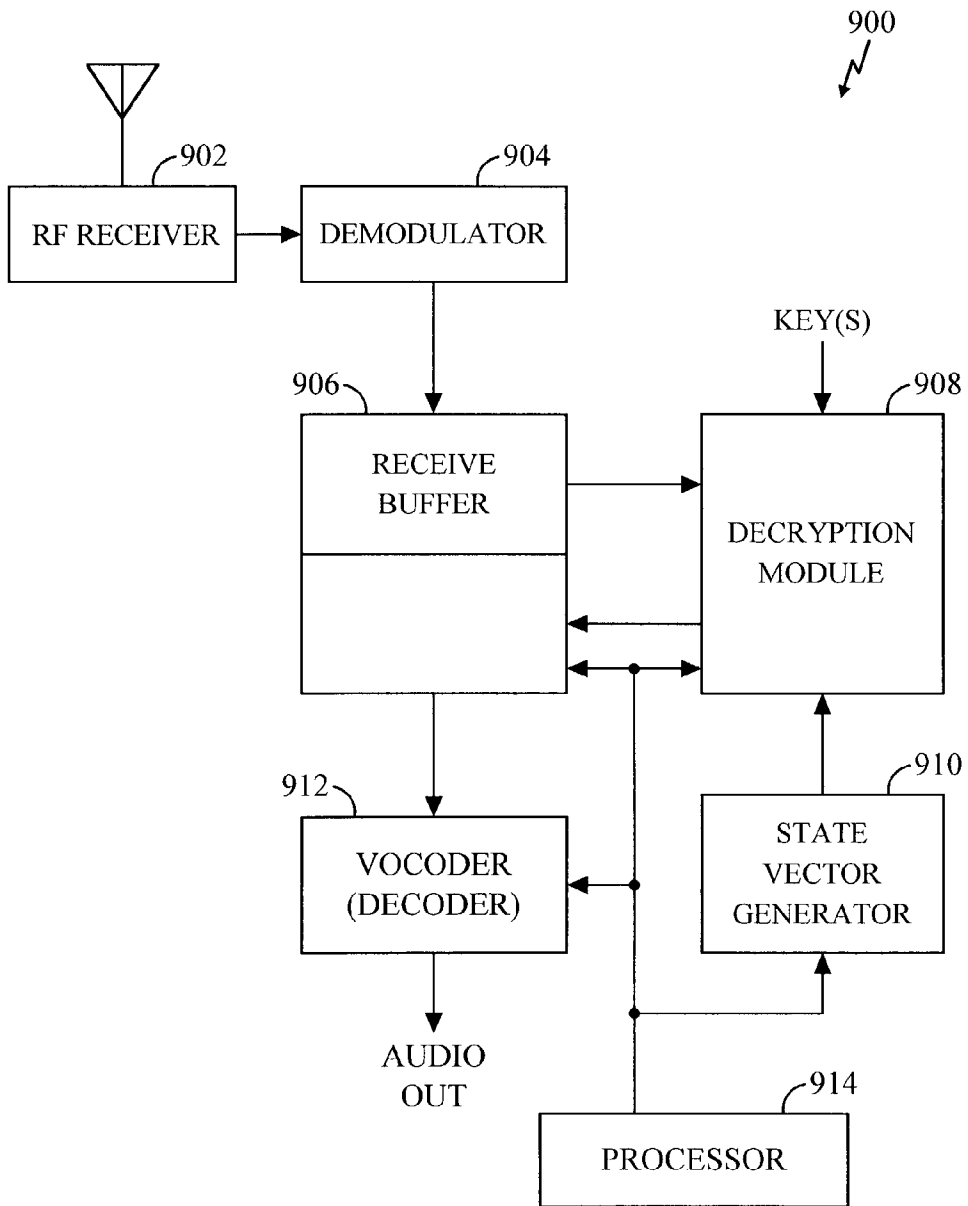 900
902
904
RF RECEIVER
DEMODULATOR
KEY(S)
906
908
RECEIVE
BUFFER
DECRYPTION
MODULE
912
910
VOCODER
(DECODER)
STATE
VECTOR
GENERATOR
AUDIO
OUT
914
PROCESSOR